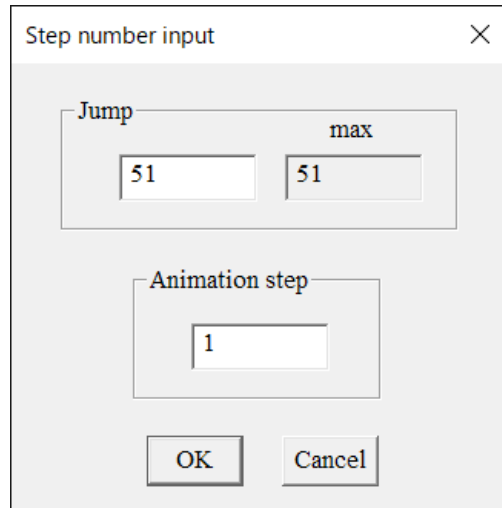 Step number input
Jump
max
51 51
Animation step
1
OK Cancel